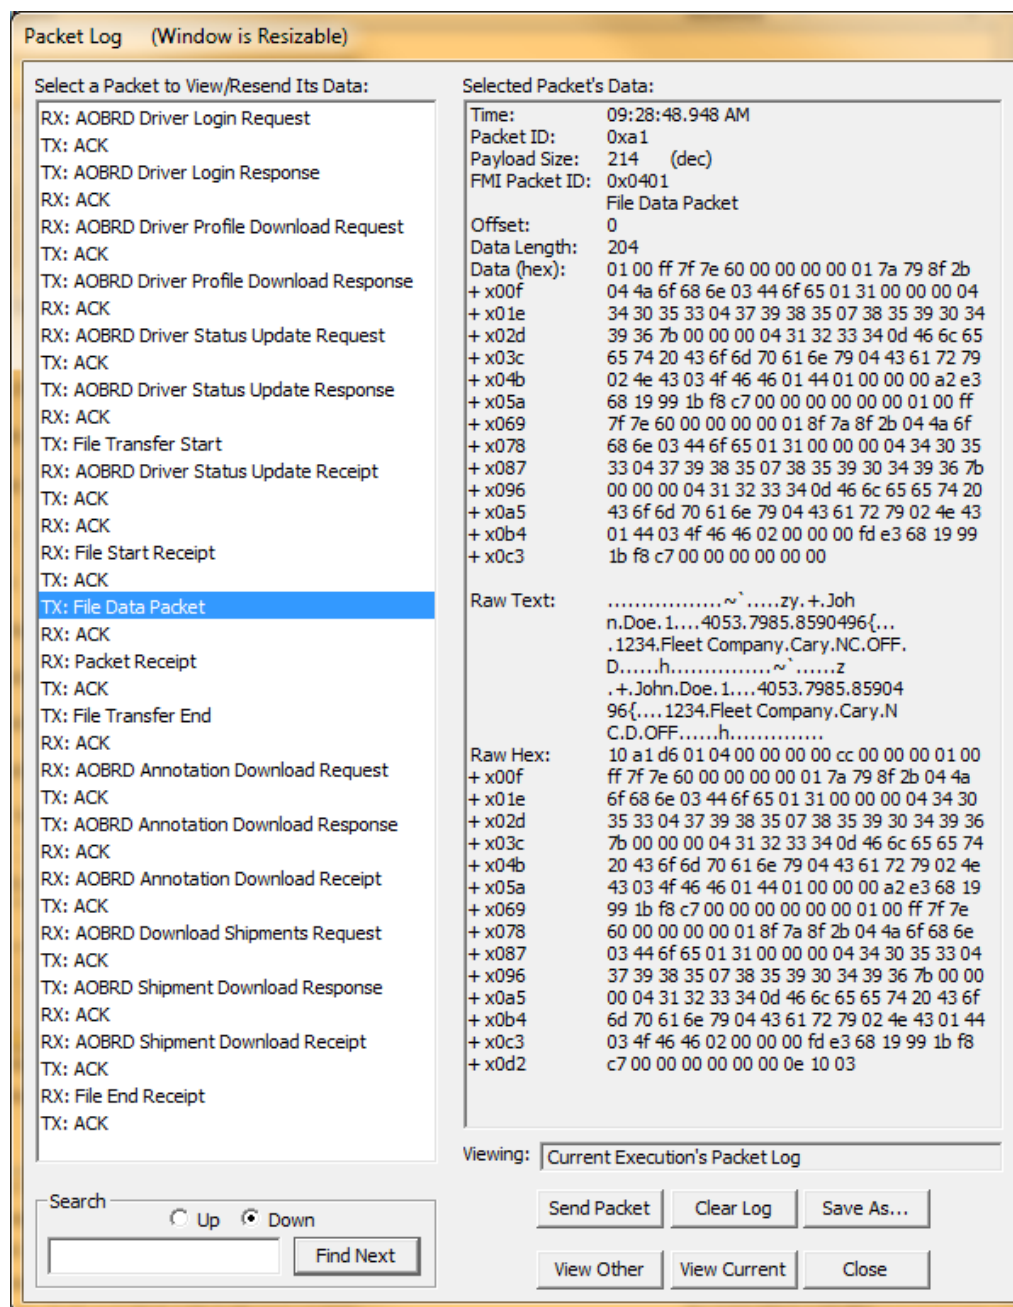 Packet Log (Window is Resizable)
Select a Packet to View/Resend Its Data:
RX: AOBRD Driver Login Request
TX: ACK
TX: AOBRD Driver Login Response
RX: ACK
RX: AOBRD Driver Profile Download Request
TX: ACK
TX: AOBRD Driver Profile Download Response
RX: ACK
RX: AOBRD Driver Status Update Request
TX: ACK
TX: AOBRD Driver Status Update Response
RX: ACK
TX: File Transfer Start
RX: AOBRD Driver Status Update Receipt
TX: ACK
RX: ACK
RX: File Start Receipt
TX: ACK
TX: File Data Packet
RX: ACK
RX: Packet Receipt
TX: ACK
TX: File Transfer End
RX: ACK
RX: AOBRD Annotation Download Request
TX: ACK
TX: AOBRD Annotation Download Response
RX: ACK
RX: AOBRD Annotation Download Receipt
TX: ACK
RX: AOBRD Download Shipments Request
TX: ACK
TX: AOBRD Shipment Download Response
RX: ACK
RX: AOBRD Shipment Download Receipt
TX: ACK
RX: File End Receipt
TX: ACK
Search
Up Down
Find Next
Selected Packet's Data:
Time: 09:28:48.948 AM
Packet ID: 0xa1
Payload Size: 214 (dec)
FMI Packet ID: 0x0401
File Data Packet
Offset: 0
Data Length: 204
Data (hex): 01 00 ff 7f 7e 60 00 00 00 00 01 7a 79 8f 2b
+ x00f 04 4a 6f 68 6e 03 44 6f 65 01 31 00 00 00 04
+ x01e 34 30 35 33 04 37 39 38 35 07 38 35 39 30 34
+ x02d 39 36 7b 00 00 00 04 31 32 33 34 0d 46 6c 65
+ x03c 65 74 20 43 6f 6d 70 61 6e 79 04 43 61 72 79
+ x04b 02 4e 43 03 4f 46 46 01 44 01 00 00 00 a2 e3
+ x05a 68 19 99 1b f8 c7 00 00 00 00 00 00 01 00 ff
+ x069 7f 7e 60 00 00 00 00 01 8f 7a 8f 2b 04 4a 6f
+ x078 68 6e 03 44 6f 65 01 31 00 00 00 04 34 30 35
+ x087 33 04 37 39 38 35 07 38 35 39 30 34 39 36 7b
+ x096 00 00 00 04 31 32 33 34 0d 46 6c 65 65 74 20
+ x0a5 43 6f 6d 70 61 6e 79 04 43 61 72 79 02 4e 43
+ x0b4 01 44 03 4f 46 46 02 00 00 00 fd e3 68 19 99
+ x0c3 1b f8 c7 00 00 00 00 00 00
Raw Text: .................~`.....zy.+.Joh
n.Doe.1....4053.7985.8590496{...
.1234.Fleet Company.Cary.NC.OFF.
D......h...............~`......z
.+.John.Doe.1....4053.7985.85904
96{....1234.Fleet Company.Cary.N
C.D.OFF......h..............
Raw Hex: 10 a1 d6 01 04 00 00 00 00 cc 00 00 00 01 00
+ x00f ff 7f 7e 60 00 00 00 00 01 7a 79 8f 2b 04 4a
+ x01e 6f 68 6e 03 44 6f 65 01 31 00 00 00 04 34 30
+ x02d 35 33 04 37 39 38 35 07 38 35 39 30 34 39 36
+ x03c 7b 00 00 00 04 31 32 33 34 0d 46 6c 65 65 74
+ x04b 20 43 6f 6d 70 61 6e 79 04 43 61 72 79 02 4e
+ x05a 43 03 4f 46 46 01 44 01 00 00 00 a2 e3 68 19
+ x069 99 1b f8 c7 00 00 00 00 00 00 01 00 ff 7f 7e
+ x078 60 00 00 00 00 01 8f 7a 8f 2b 04 4a 6f 68 6e
+ x087 03 44 6f 65 01 31 00 00 00 04 34 30 35 33 04
+ x096 37 39 38 35 07 38 35 39 30 34 39 36 7b 00 00
+ x0a5 00 04 31 32 33 34 0d 46 6c 65 65 74 20 43 6f
+ x0b4 6d 70 61 6e 79 04 43 61 72 79 02 4e 43 01 44
+ x0c3 03 4f 46 46 02 00 00 00 fd e3 68 19 99 1b f8
+ x0d2 c7 00 00 00 00 00 00 0e 10 03
Viewing: Current Execution's Packet Log
Send Packet Clear Log Save As...
View Other View Current Close